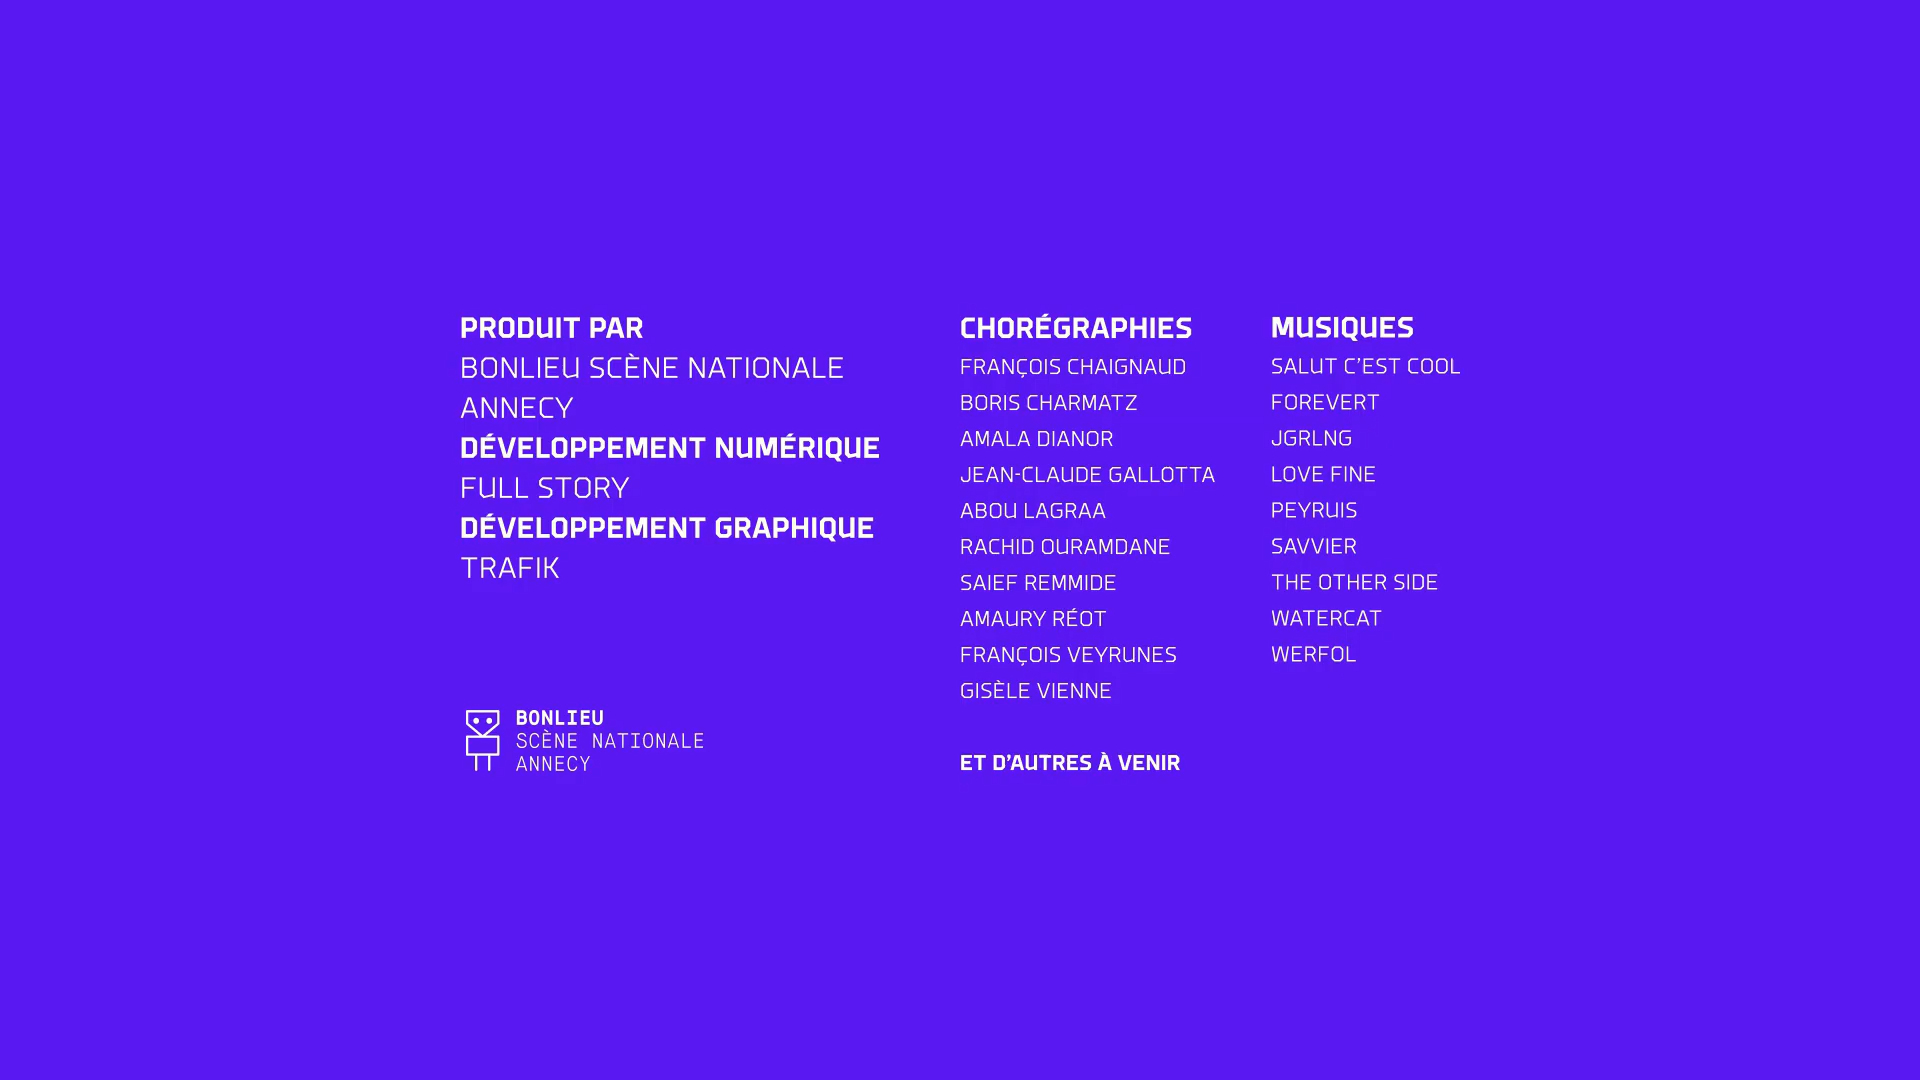 PRODUIT PAR
BONLIEU SCÈNE NATIONALE
ANNECY
DÉVELOPPEMENT NUMÉRIQUE
FULL STORY
DÉVELOPPEMENT GRAPHIQUE
TRAFIK
BONLIEU
SCÈNE NATIONALE
ANNECY
CHORÉGRAPHIES
FRANÇOIS CHAIGNAUD
BORIS CHARMATZ
AMALA DIANOR
JEAN-CLAUDE GALLOTTA
ABOU LAGRAA
RACHID OURAMDANE
SAIEF REMMIDE
AMAURY RÉOT
FRANÇOIS VEYRUNES
GISÈLE VIENNE
ET D’AUTRES À VENIR
MUSIQUES
SALUT C’EST COOL
FOREVERT
JGRLNG
LOVE FINE
PEYRUIS
SAVVIER
THE OTHER SIDE
WATERCAT
WERFOL